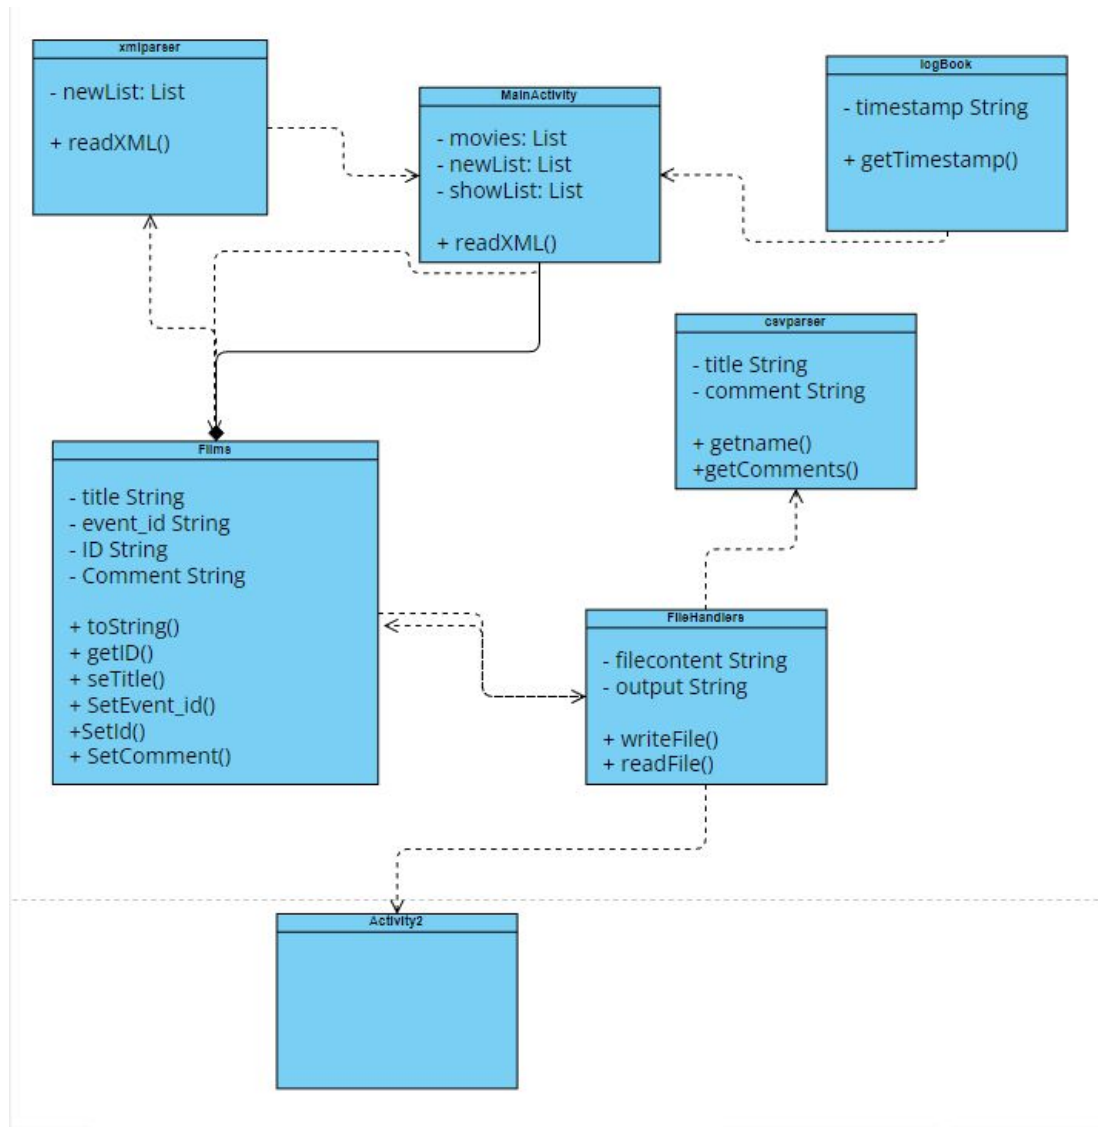 xmlparser
- newList: List
+ readXML()
MainActivity
- movies: List
- newList: List
- showList: List
+ readXML()
logBook
- timestamp String
+ getTimestamp()
csvparser
- title String
- comment String
+ getname()
+getComments()
Films
- title String
- event_id String
- ID String
- Comment String
+ toString()
+ getID()
+ seTitle()
+ SetEvent_id()
+SetId()
+ SetComment()
FileHandlers
- filecontent String
- output String
+ writeFile()
+ readFile()
Activity2